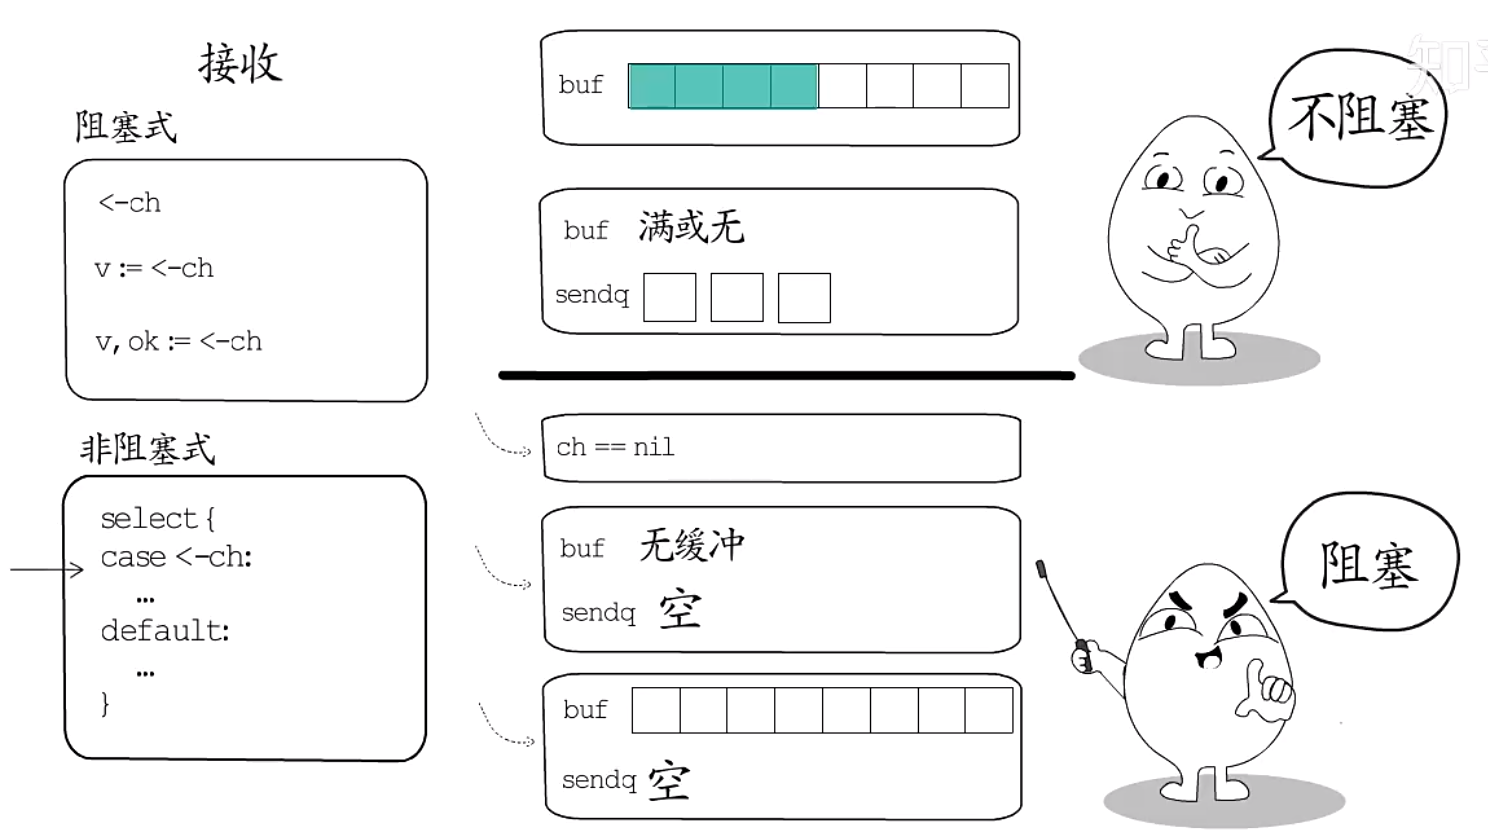 接收
阻塞式
<-ch
v := <-ch
v, ok := <-ch
非阻塞式
select {
case <-ch:
...
default:
...
}
buf
buf 满或无
sendq
ch == nil
buf 无缓冲
sendq 空
buf
sendq 空
不阻塞
阻塞